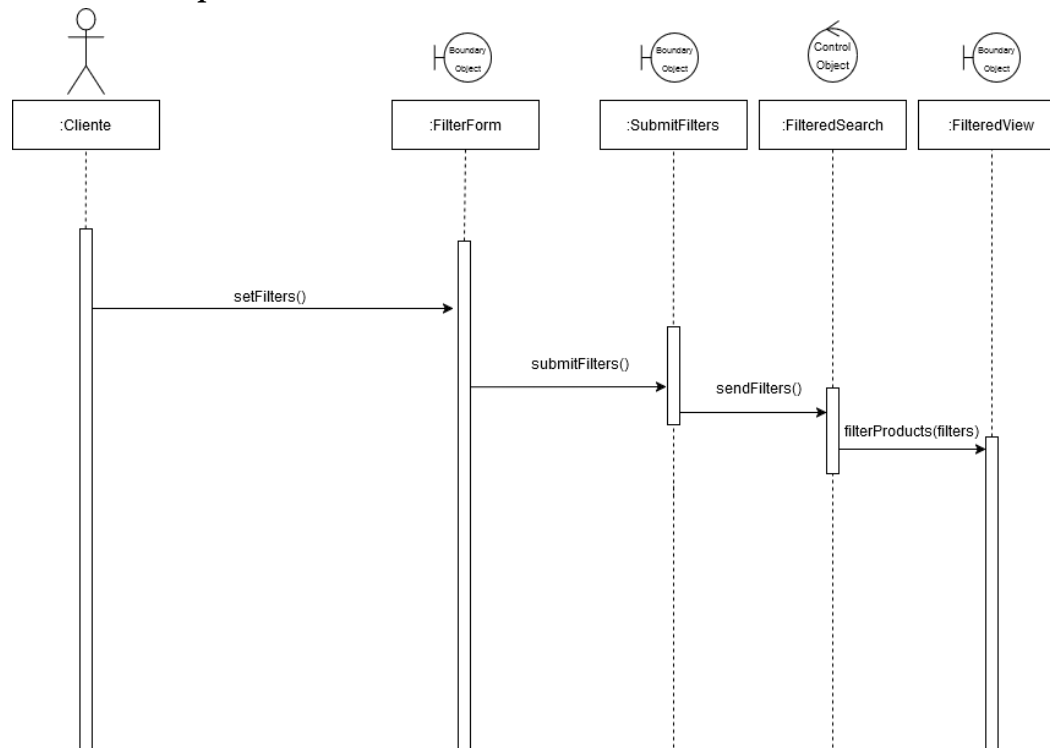 Boundary
Object
Boundary
Object
Control
Object
Boundary
Object
:Cliente
:FilterForm
:SubmitFilters
:FilteredSearch
:FilteredView
setFilters()
submitFilters()
sendFilters()
filterProducts(filters)